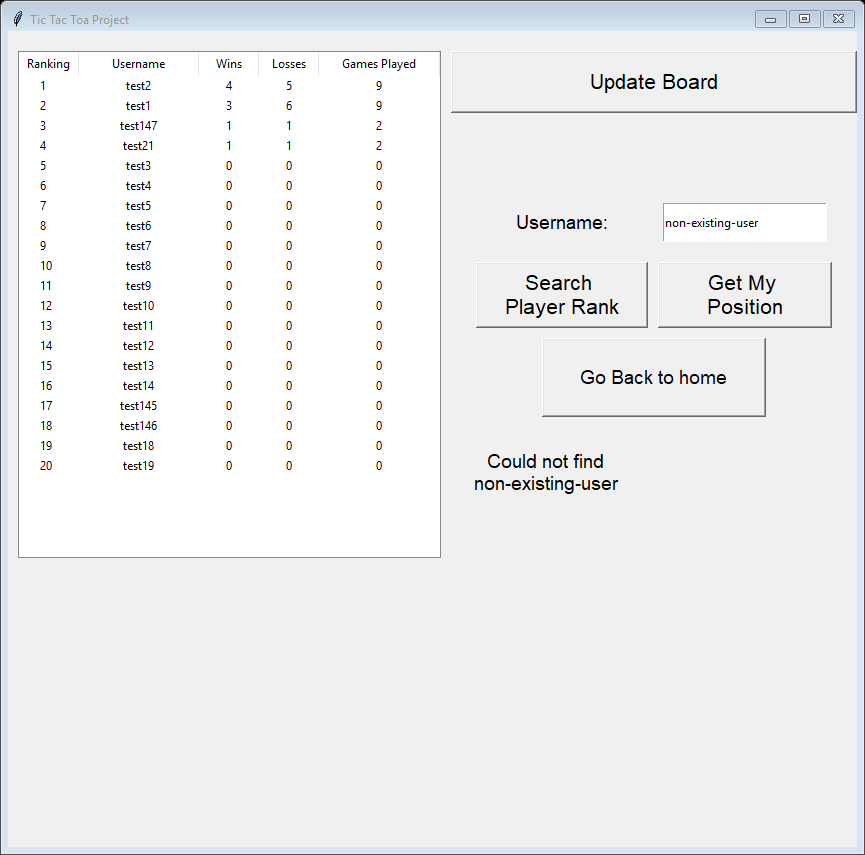 Tic Tac Toa Project
Ranking Username Wins Losses Games Played
1 test2 4 5 9
2 test1 3 6 9
3 test147 1 1 2
4 test21 1 1 2
5 test3 0 0 0
6 test4 0 0 0
7 test5 0 0 0
8 test6 0 0 0
9 test7 0 0 0
10 test8 0 0 0
11 test9 0 0 0
12 test10 0 0 0
13 test11 0 0 0
14 test12 0 0 0
15 test13 0 0 0
16 test14 0 0 0
17 test145 0 0 0
18 test146 0 0 0
19 test18 0 0 0
20 test19 0 0 0
Update Board
Username: non-existing-user
Search
Player Rank
Get My
Position
Go Back to home
Could not find
non-existing-user